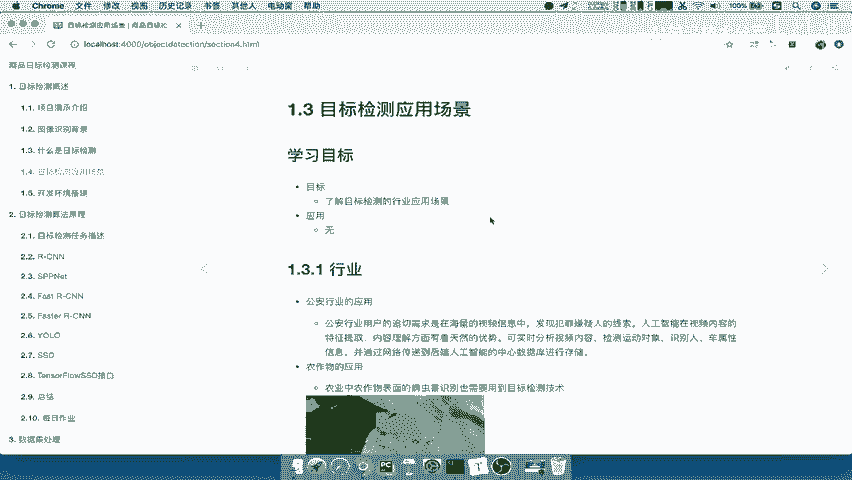 Chrome 文件 修改 视图 历史记录 书签 其他人 电动窗 帮助
100%
目标检测应用场景 | 商品目标检
localhost:4000/objectdetection/section4.html
商品目标检测课程
1. 目标检测概述
1.1. 项目演示介绍
1.2. 图像识别背景
1.3. 什么是目标检测
1.4. 目标检测应用场景
1.5. 开发环境搭建
2. 目标检测算法原理
2.1. 目标检测任务描述
2.2. R-CNN
2.3. SPPNet
2.4. Fast R-CNN
2.5. Faster R-CNN
2.6. YOLO
2.7. SSD
2.8. TensorFlowSSD接口
2.9. 总结
2.10. 每日作业
3. 数据集处理
1.3 目标检测应用场景
学习目标
目标
了解目标检测的行业应用场景
应用
无
1.3.1 行业
公安行业的应用
公安行业用户的迫切需求是在海量的视频信息中，发现犯罪嫌疑人的线索。人工智能在视频内容的
特征提取、内容理解方面有着天然的优势。可实时分析视频内容、检测运动对象、识别人、车属性
信息，并通过网络传递到后端人工智能的中心数据库进行存储。
农作物的应用
农业中农作物表面的病虫害识别也需要用到目标检测技术